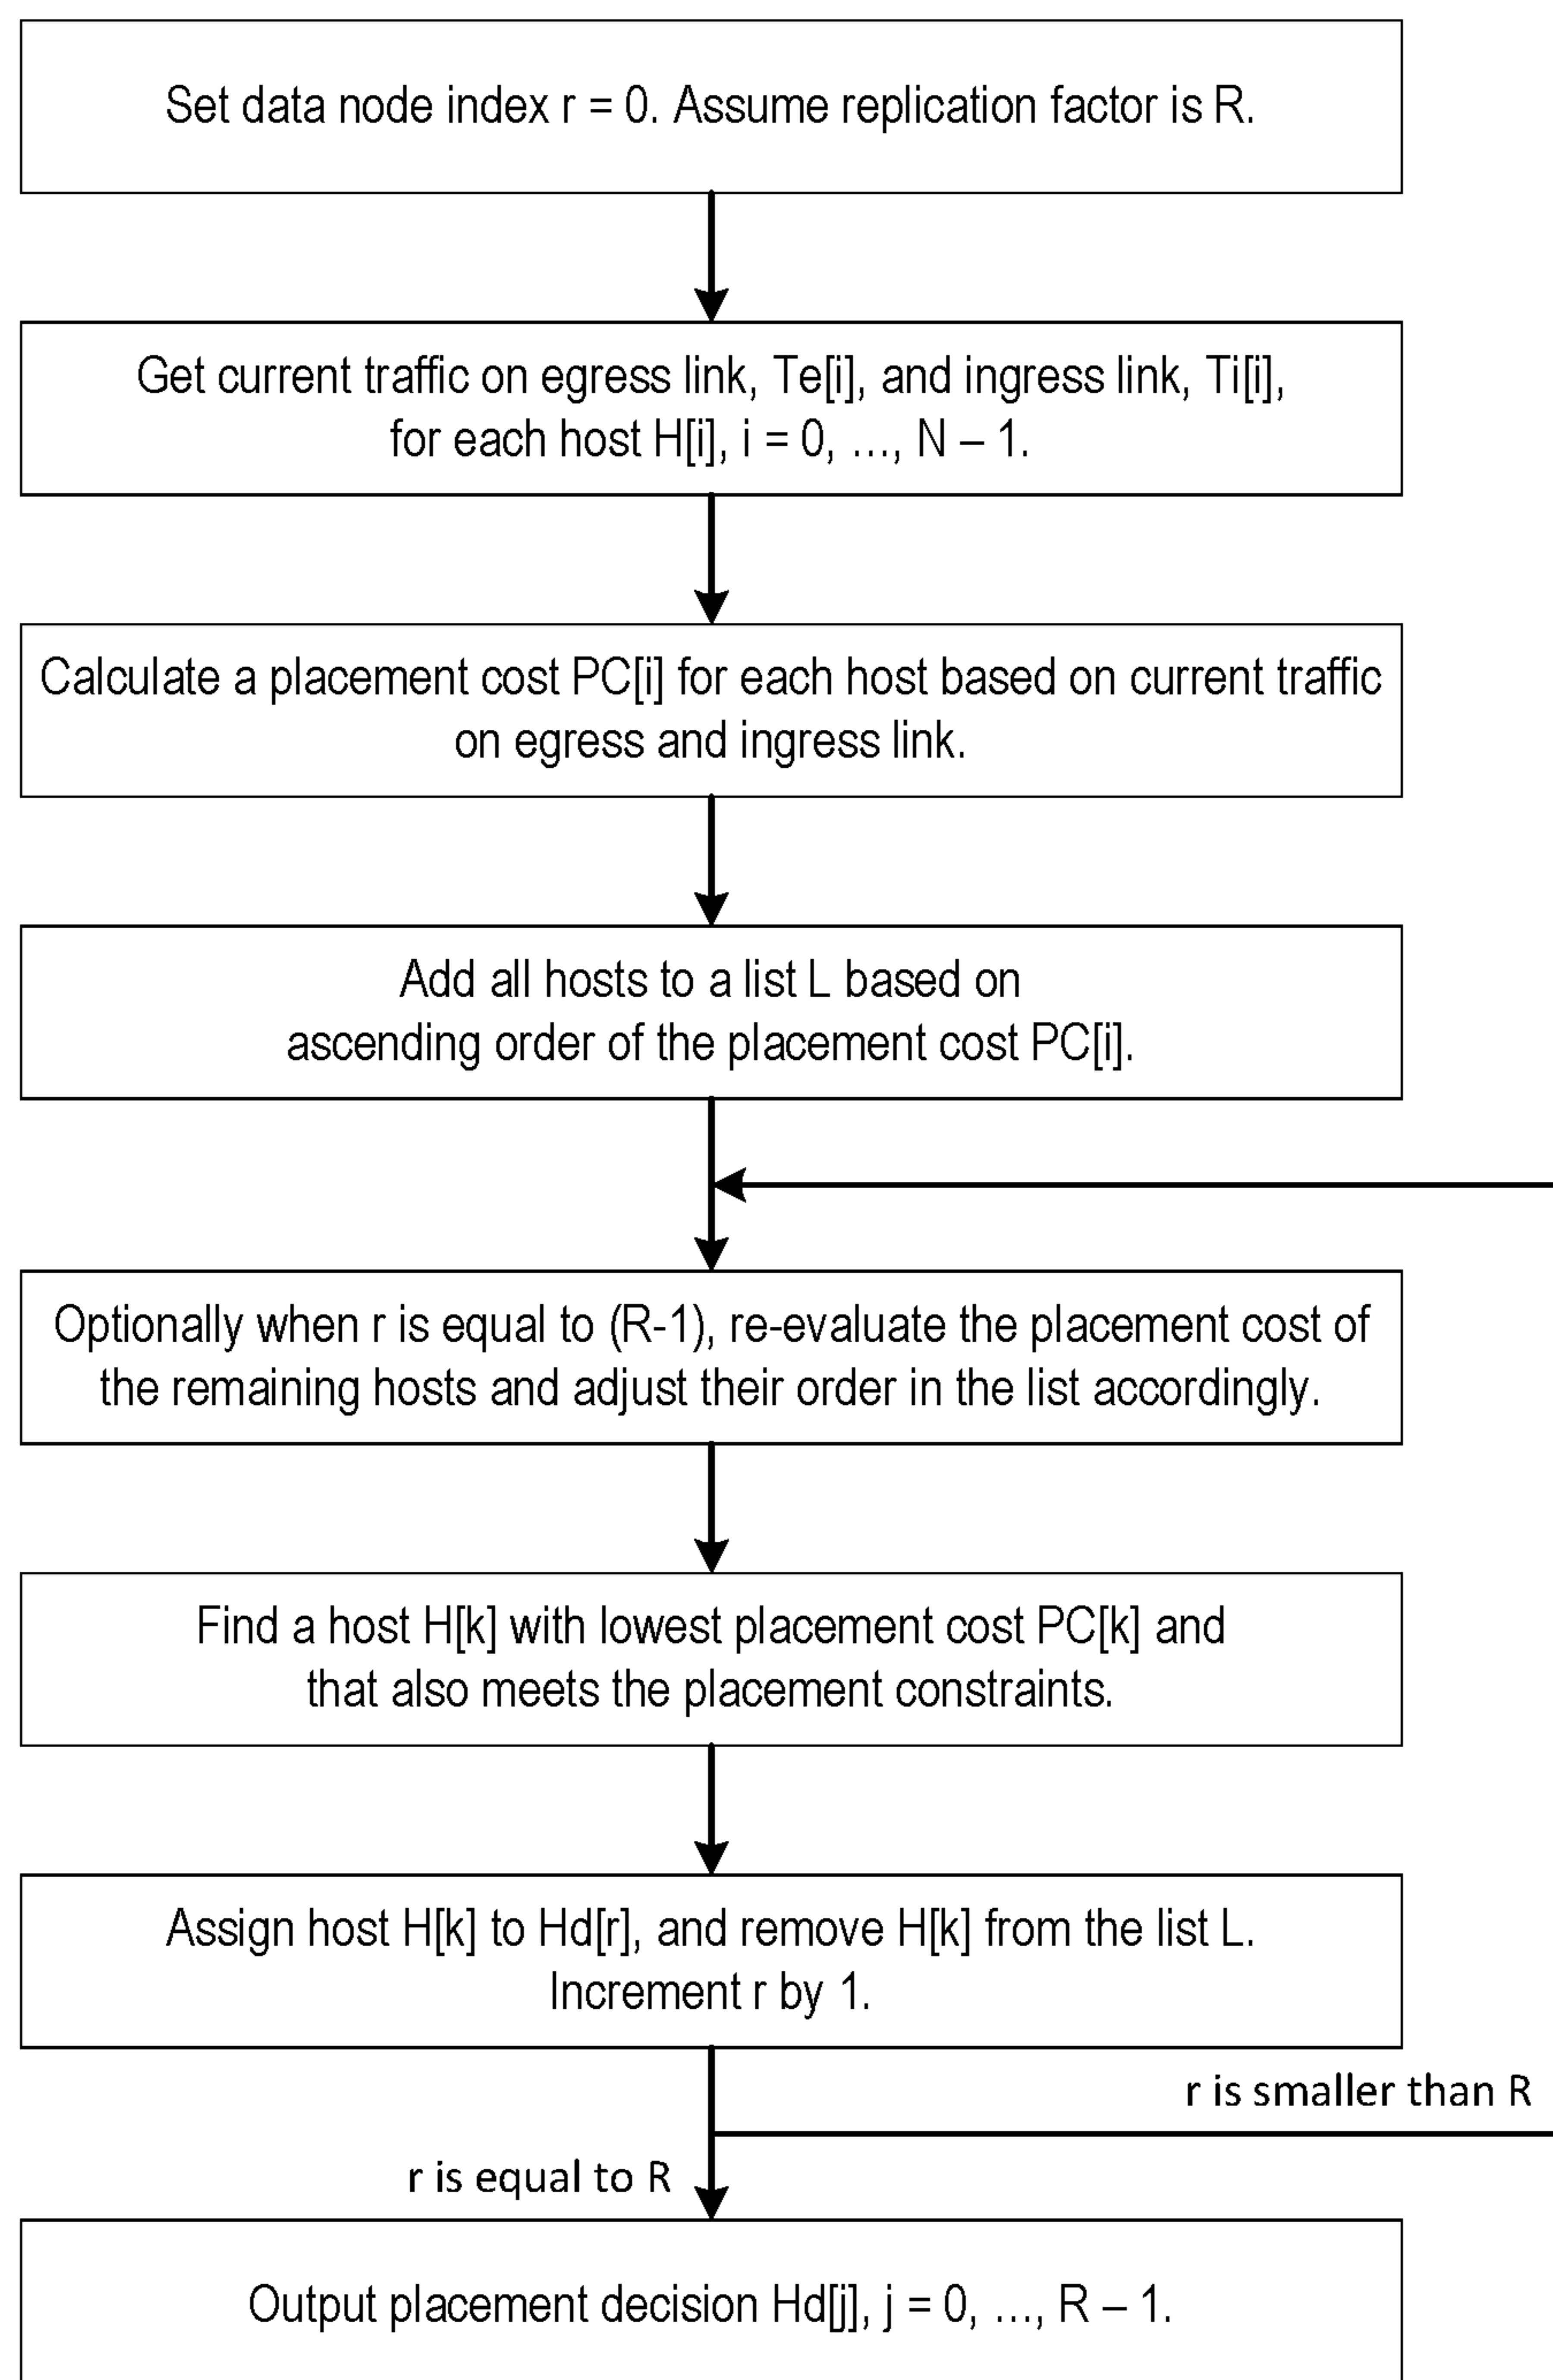 Set data node index r = 0. Assume replication factor is R.
Get current traffic on egress link, Te[i], and ingress link, Ti[i],
for each host H[i], i = 0, ..., N – 1.
Calculate a placement cost PC[i] for each host based on current traffic
on egress and ingress link.
Add all hosts to a list L based on
ascending order of the placement cost PC[i].
Optionally when r is equal to (R-1), re-evaluate the placement cost of
the remaining hosts and adjust their order in the list accordingly.
Find a host H[k] with lowest placement cost PC[k] and
that also meets the placement constraints.
Assign host H[k] to Hd[r], and remove H[k] from the list L.
Increment r by 1.
r is smaller than R
r is equal to R
Output placement decision Hd[j], j = 0, ..., R – 1.